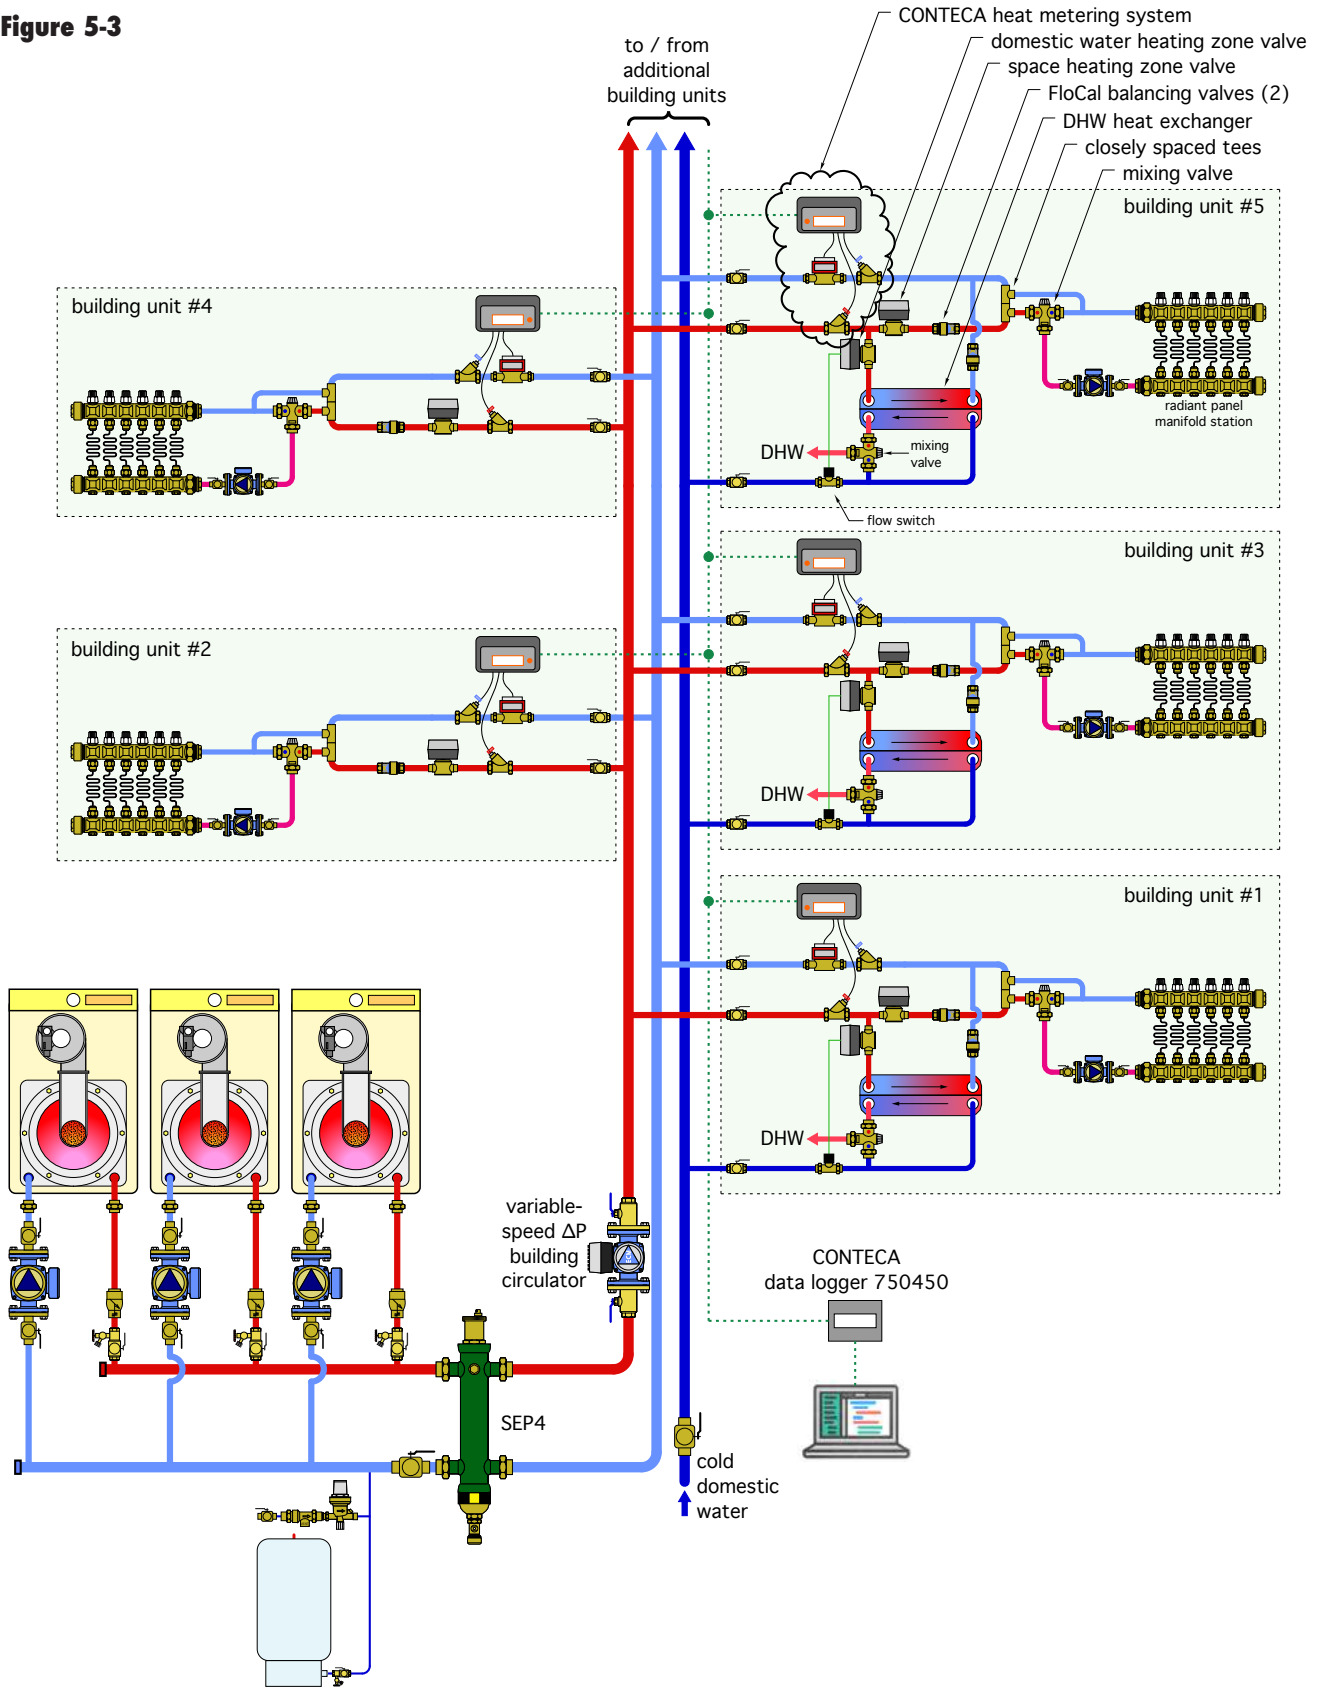 Figure 5-3
to / from
additional
building units
CONTECA heat metering system
domestic water heating zone valve
space heating zone valve
FloCal balancing valves (2)
DHW heat exchanger
closely spaced tees
mixing valve
building unit #5
building unit #4
radiant panel
manifold station
DHW
mixing
valve
flow switch
building unit #3
building unit #2
DHW
building unit #1
DHW
variable-
speed ΔP
building
circulator
CONTECA
data logger 750450
SEP4
cold
domestic
water